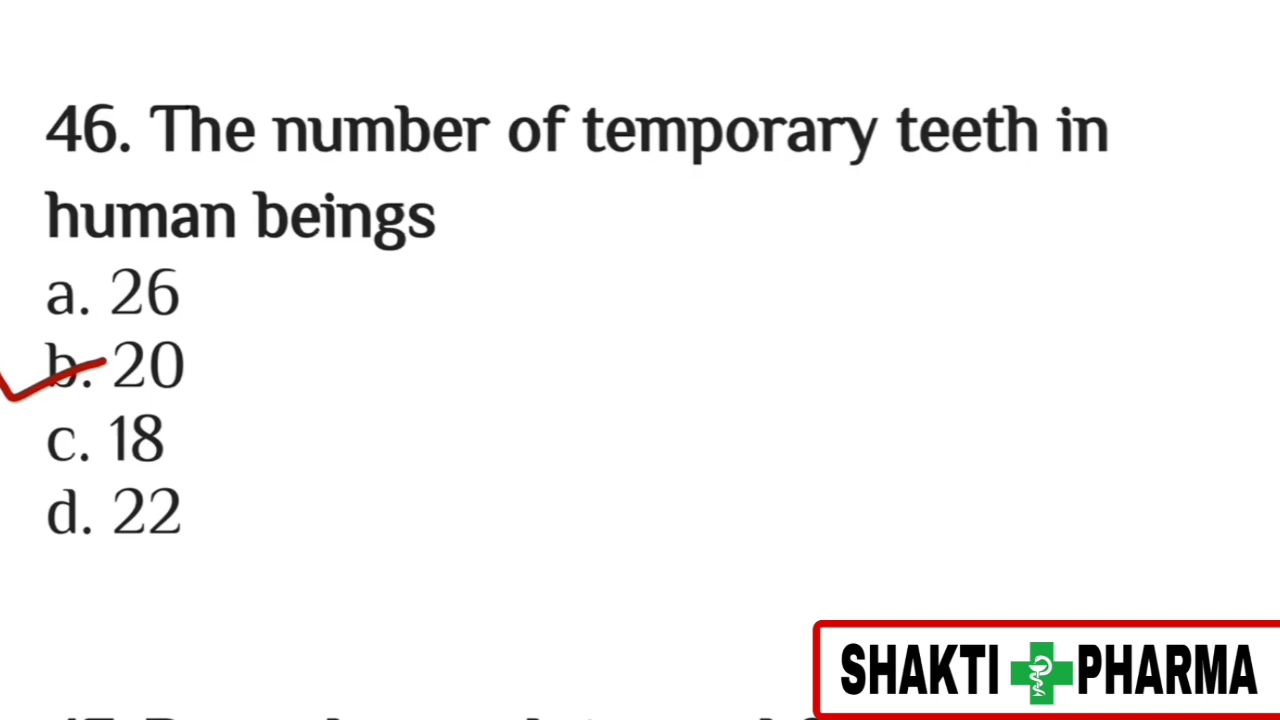 46. The number of temporary teeth in
human beings
a. 26
b. 20
c. 18
d. 22
SHAKTI PHARMA